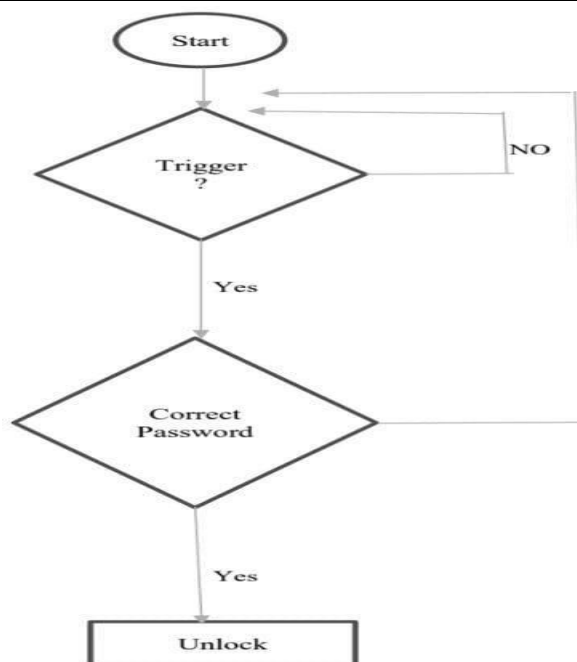 Start
Trigger
?
NO
Yes
Correct
Password
Yes
Unlock